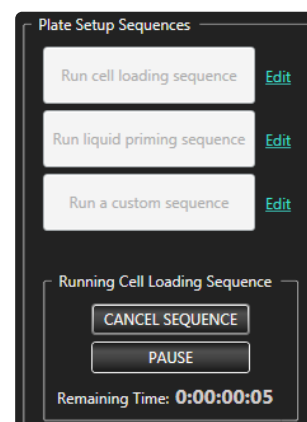 Plate Setup Sequences
Run cell loading sequence Edit
Run liquid priming sequence Edit
Run a custom sequence Edit
Running Cell Loading Sequence
CANCEL SEQUENCE
PAUSE
Remaining Time: 0:00:00:05